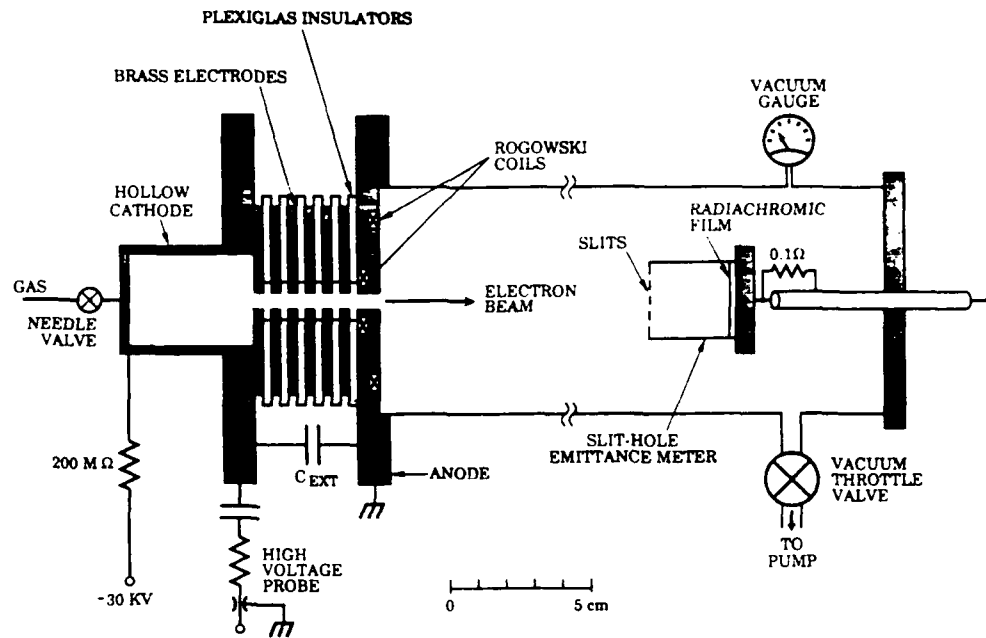 PLEXIGLAS INSULATORS
BRASS ELECTRODES
VACUUM
GAUGE
ROGOWSKI
COILS
HOLLOW
CATHODE
RADIACHROMIC
FILM
SLITS
0.1Ω
GAS
NEEDLE
VALVE
ELECTRON
BEAM
SLIT-HOLE
EMITTANCE METER
200 M Ω
C EXT
ANODE
VACUUM
THROTTLE
VALVE
TO
PUMP
HIGH
VOLTAGE
PROBE
-30 KV
0
5 cm